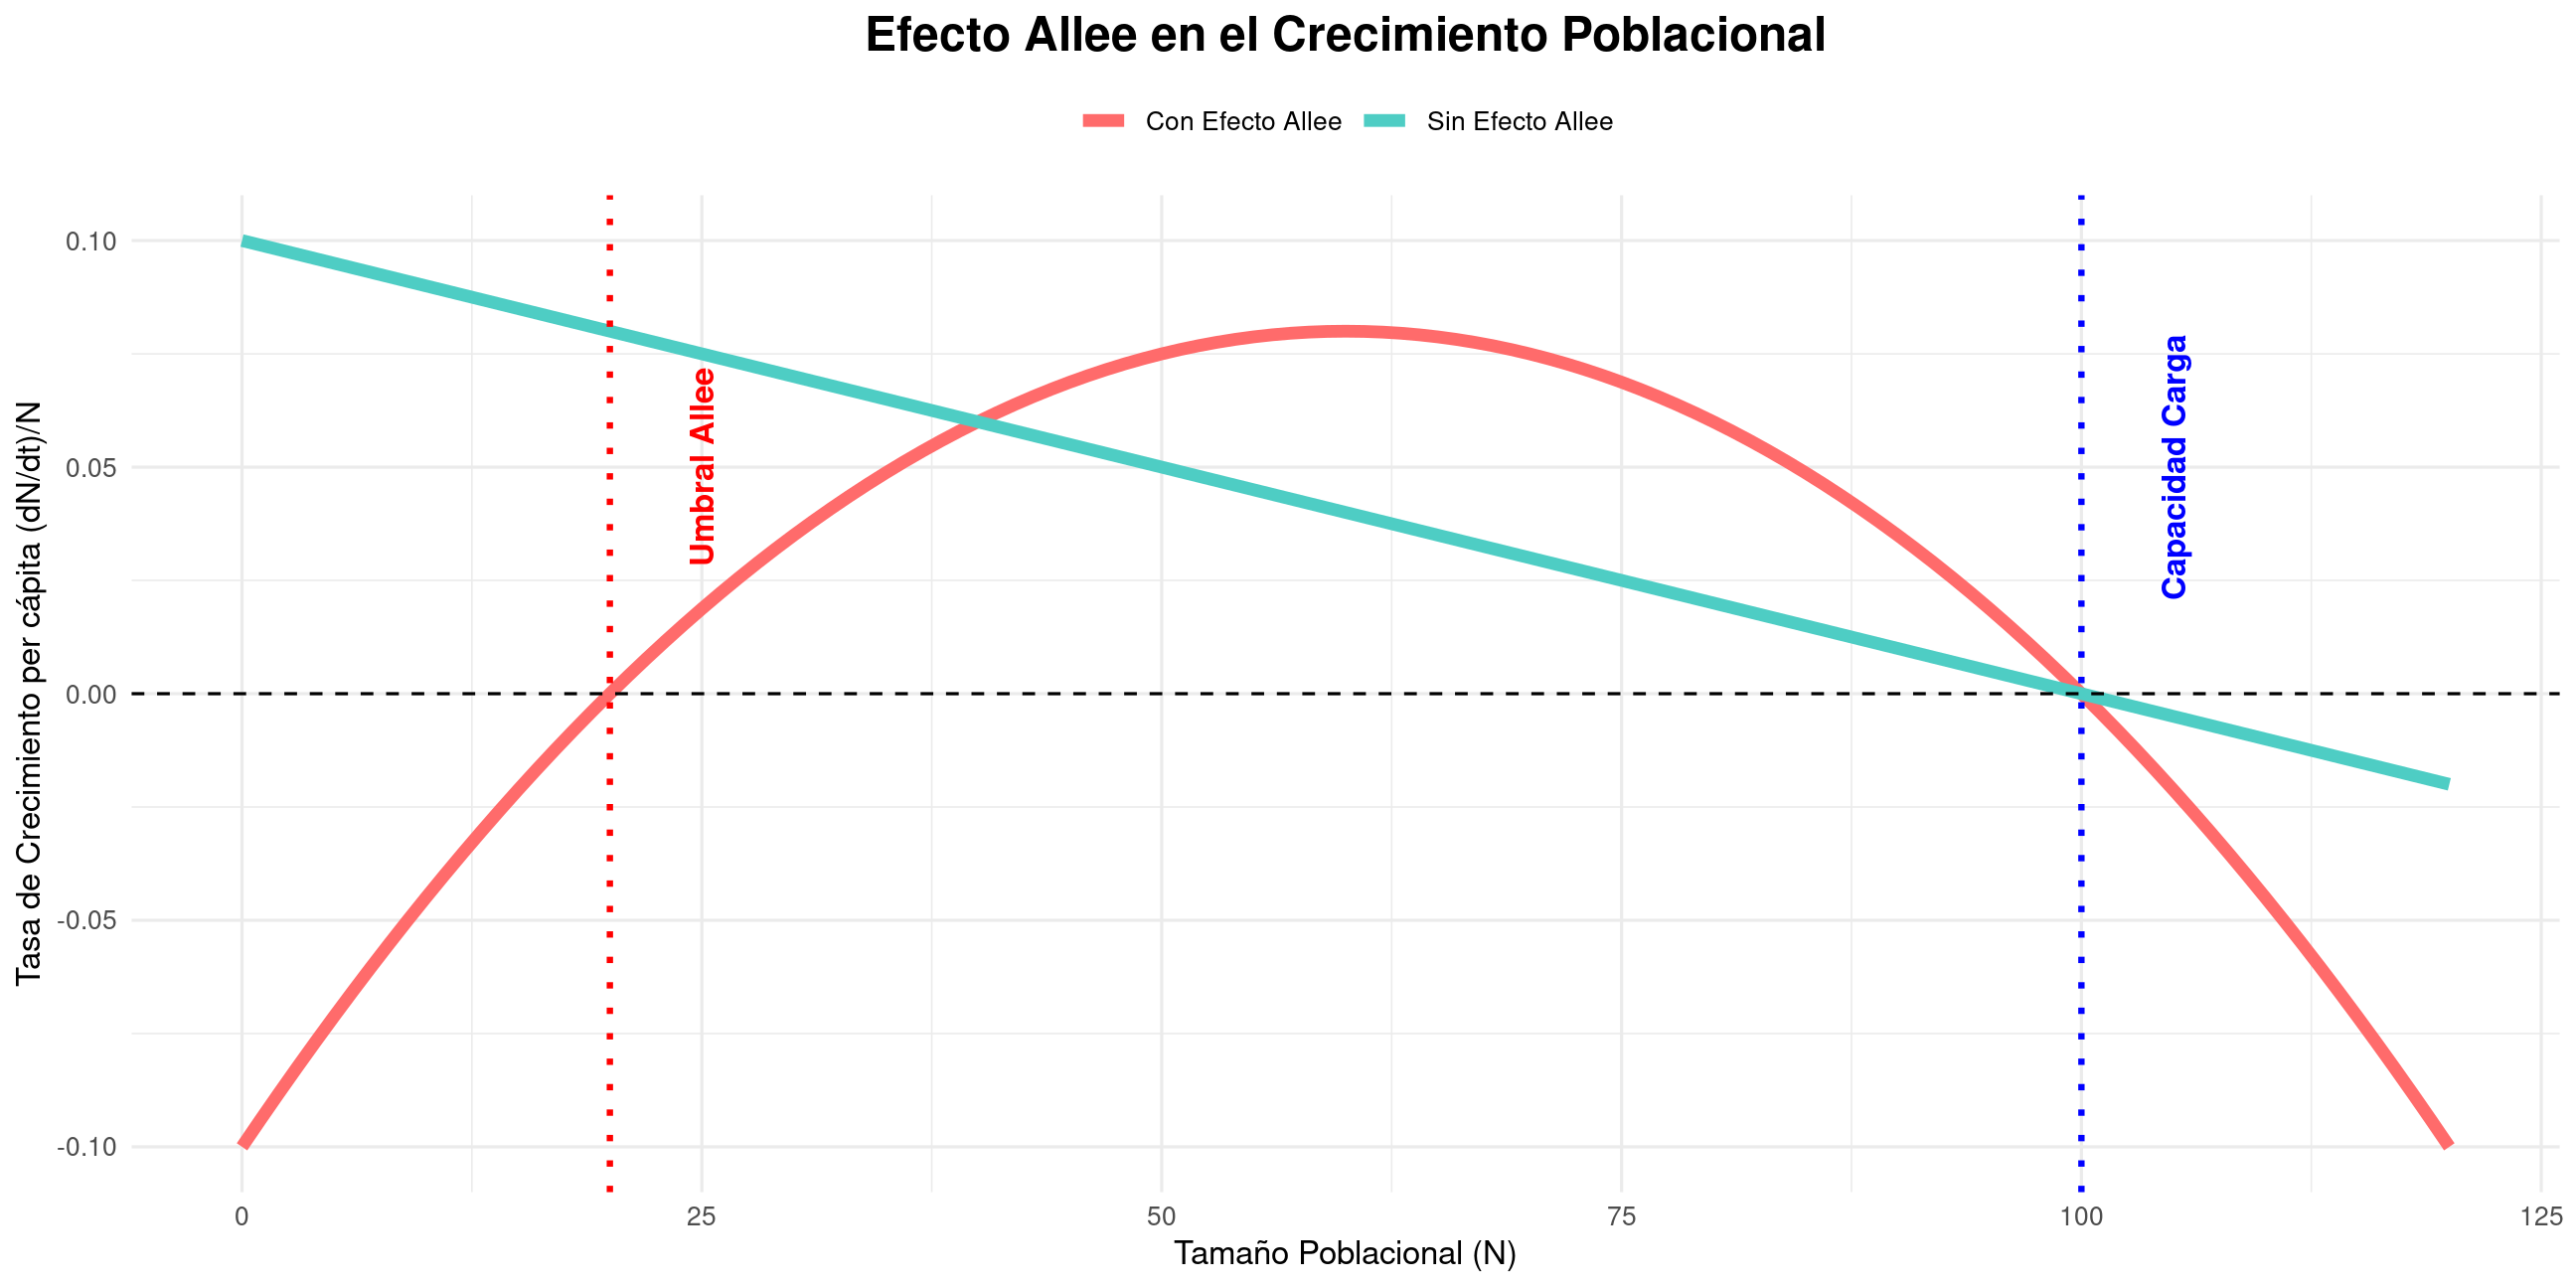 Efecto Allee en el Crecimiento Poblacional
Con Efecto Allee
Sin Efecto Allee
Tasa de Crecimiento per cápita (dN/dt)/N
0.10
0.05
0.00
-0.05
-0.10
Umbral Allee
Capacidad Carga
0
25
50
75
100
125
Tamaño Poblacional (N)